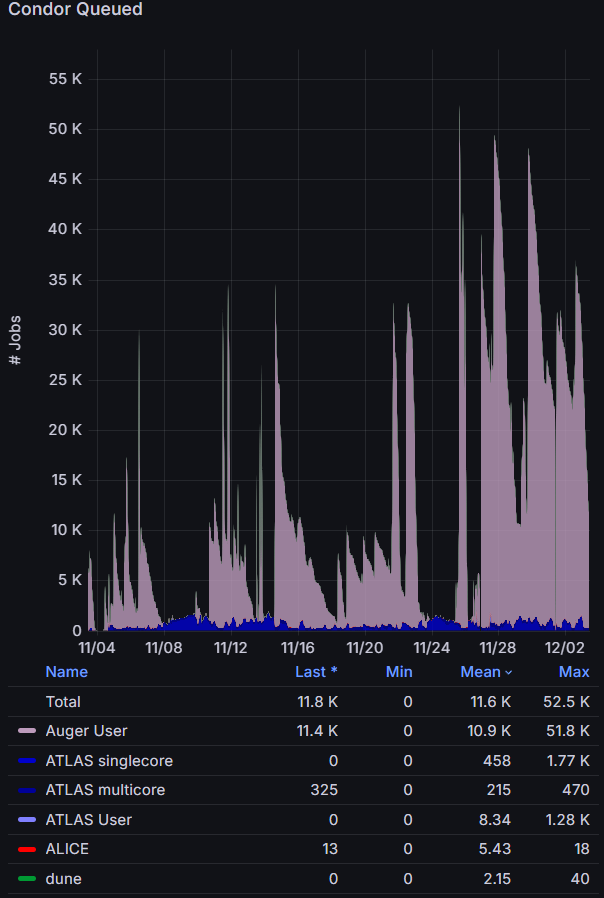 Condor Queued
55 K
50 K
45 K
40 K
35 K
30 K
25 K
20 K
15 K
10 K
5 K
0
# Jobs
11/04 11/08 11/12 11/16 11/20 11/24 11/28 12/02
Name Last * Min Mean Max
Total 11.8 K 0 11.6 K 52.5 K
Auger User 11.4 K 0 10.9 K 51.8 K
ATLAS singlecore 0 0 458 1.77 K
ATLAS multicore 325 0 215 470
ATLAS User 0 0 8.34 1.28 K
ALICE 13 0 5.43 18
dune 0 0 2.15 40